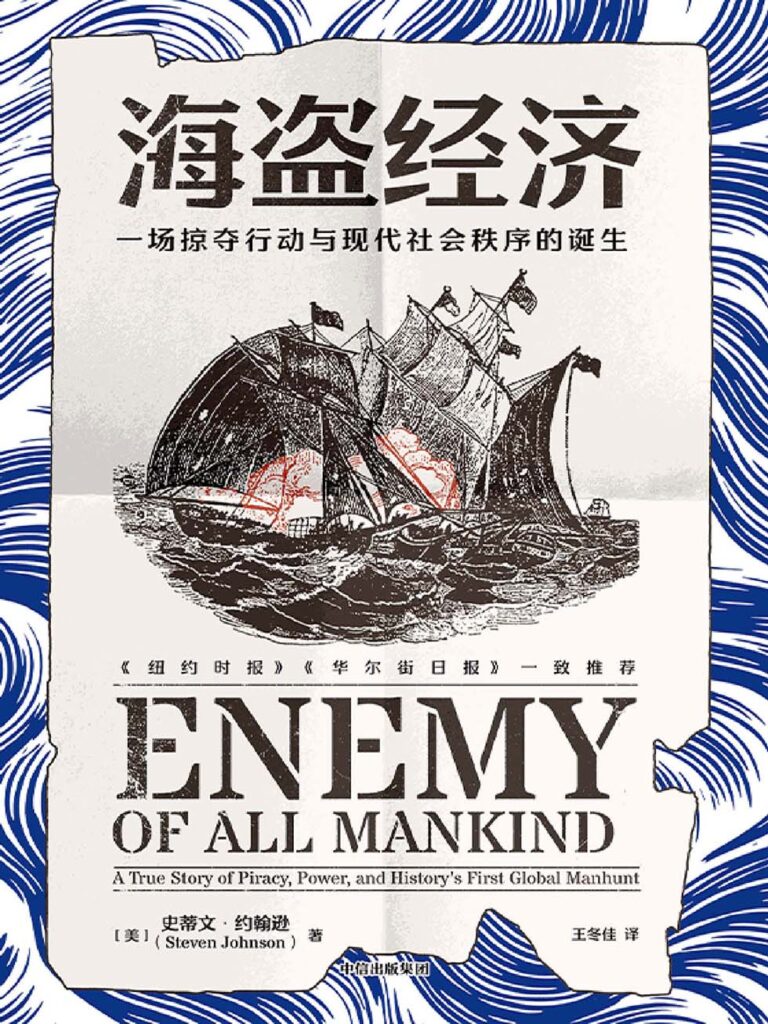 海盗经济
一场掠夺行动与现代社会秩序的诞生
《纽约时报》《华尔街日报》一致推荐
ENEMY
OF ALL MANKIND
A True Story of Piracy, Power, and History's First Global Manhunt
[美] 史蒂文·约翰逊 (Steven Johnson) 著
王冬佳 译
中信出版集团